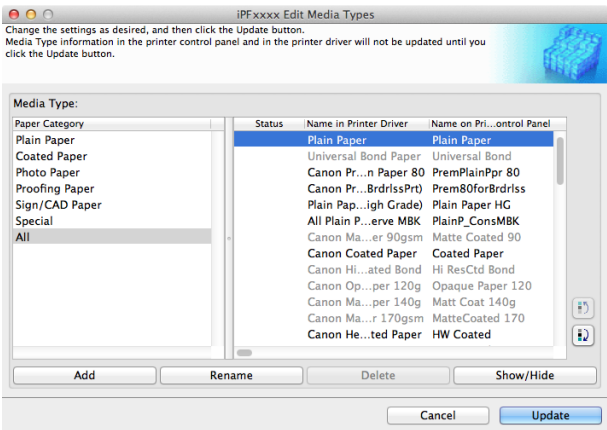 iPFxxxx Edit Media Types
Change the settings as desired, and then click the Update button.
Media Type information in the printer control panel and in the printer driver will not be updated until you
click the Update button.
Media Type:
Paper Category
Plain Paper
Coated Paper
Photo Paper
Proofing Paper
Sign/CAD Paper
Special
All
Status Name in Printer Driver Name on Pri...ontrol Panel
Plain Paper Plain Paper
Universal Bond Paper Universal Bond
Canon Pr...n Paper 80 PremPlainPpr 80
Canon Pr...BrdrlssPrt) Prem80forBrdrlss
Plain Pap...igh Grade) Plain Paper HG
All Plain P...erve MBK PlainP_ConsMBK
Canon Ma...er 90gsm Matte Coated 90
Canon Coated Paper Coated Paper
Canon Hi...ated Bond Hi ResCtd Bond
Canon Op...per 120g Opaque Paper 120
Canon Ma...per 140g Matt Coat 140g
Canon Ma...r 170gsm MatteCoated 170
Canon He...ted Paper HW Coated
Add Rename Delete Show/Hide
Cancel Update